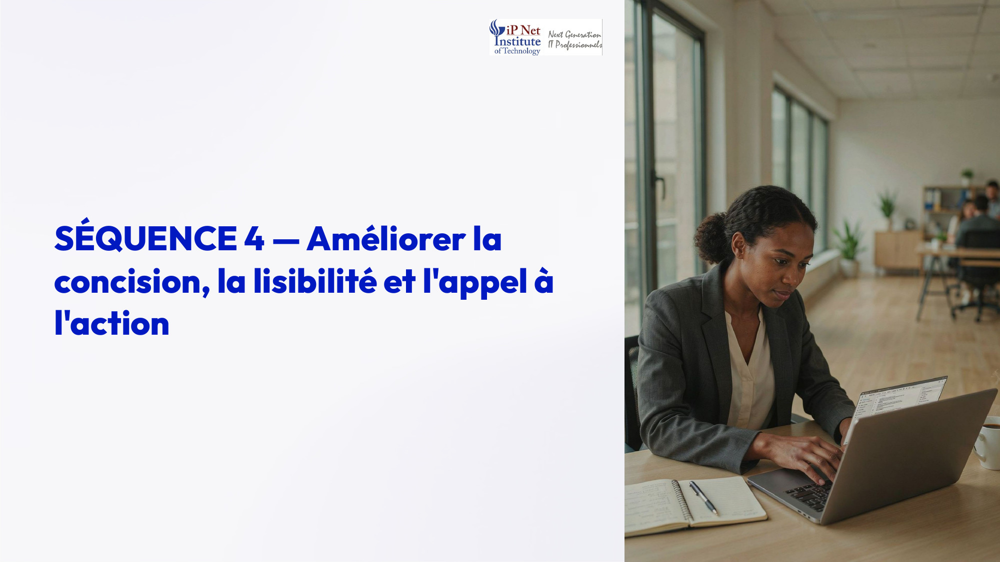 iP Net
Institute
of Technology
Next Generation
IT Professionnels
SÉQUENCE 4 — Améliorer la
concision, la lisibilité et l'appel à
l'action